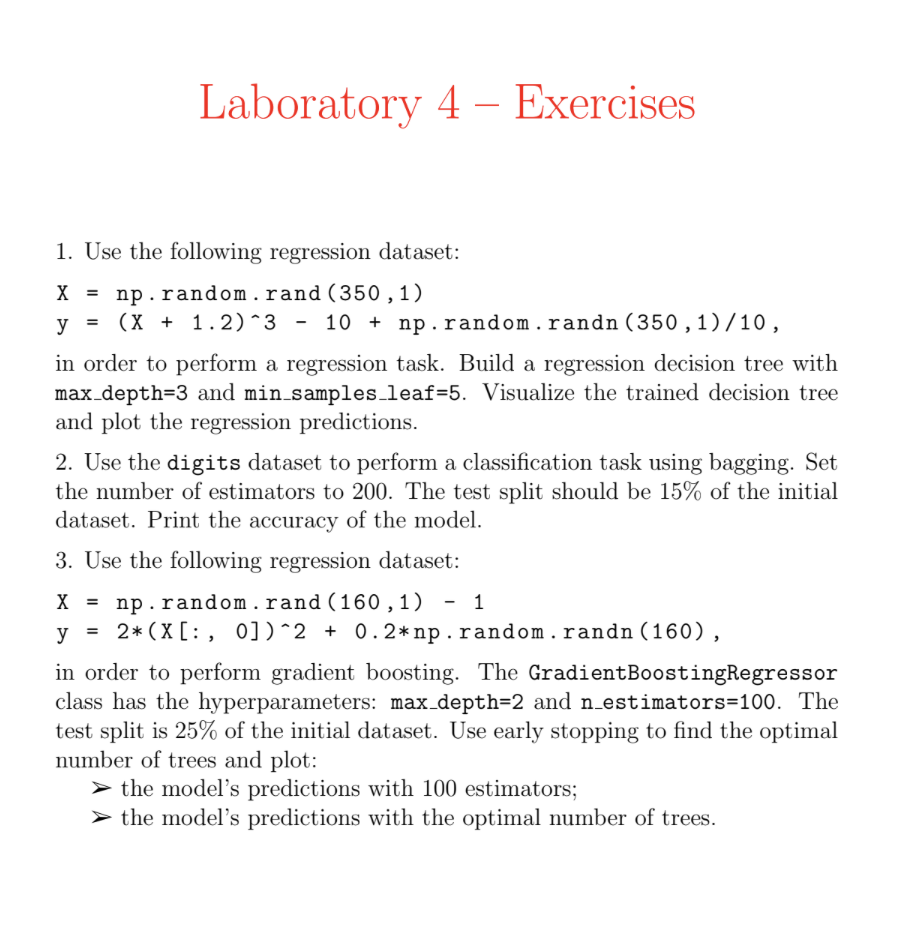 Laboratory 4 – Exercises
1. Use the following regression dataset:
X = np.random.rand(350,1)
y = (X + 1.2)^3 - 10 + np.random.randn(350,1)/10,
in order to perform a regression task. Build a regression decision tree with
max_depth=3 and min_samples_leaf=5. Visualize the trained decision tree
and plot the regression predictions.
2. Use the digits dataset to perform a classification task using bagging. Set
the number of estimators to 200. The test split should be 15% of the initial
dataset. Print the accuracy of the model.
3. Use the following regression dataset:
X = np.random.rand(160,1) - 1
y = 2*(X[:, 0])^2 + 0.2*np.random.randn(160),
in order to perform gradient boosting. The GradientBoostingRegressor
class has the hyperparameters: max_depth=2 and n_estimators=100. The
test split is 25% of the initial dataset. Use early stopping to find the optimal
number of trees and plot:
➢ the model's predictions with 100 estimators;
➢ the model's predictions with the optimal number of trees.